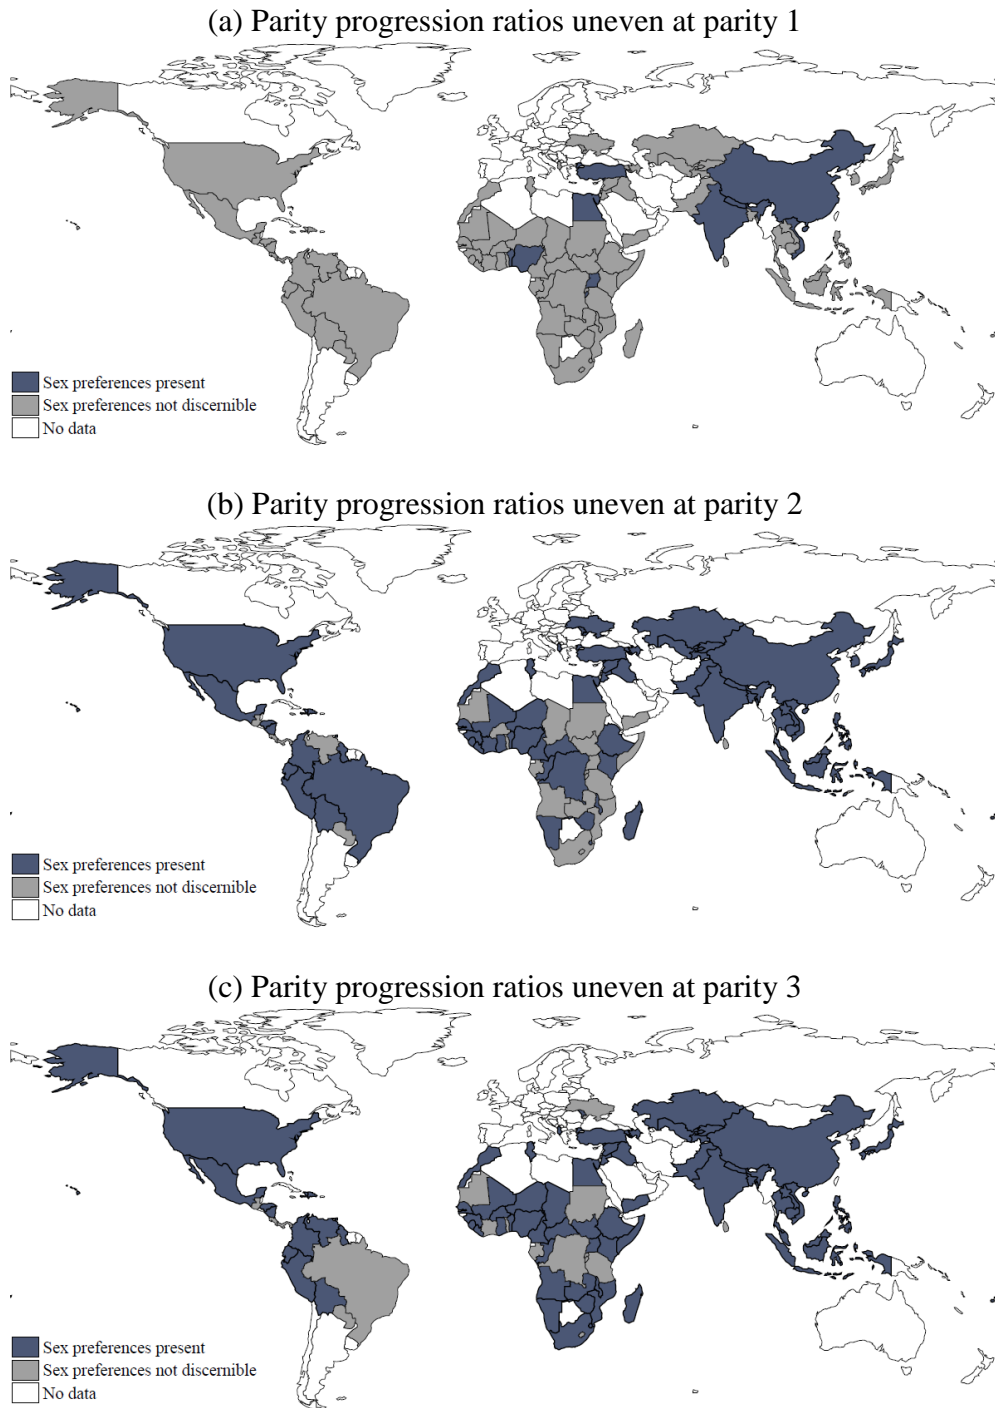 (a) Parity progression ratios uneven at parity 1
Sex preferences present
Sex preferences not discernible
No data
(b) Parity progression ratios uneven at parity 2
Sex preferences present
Sex preferences not discernible
No data
(c) Parity progression ratios uneven at parity 3
Sex preferences present
Sex preferences not discernible
No data